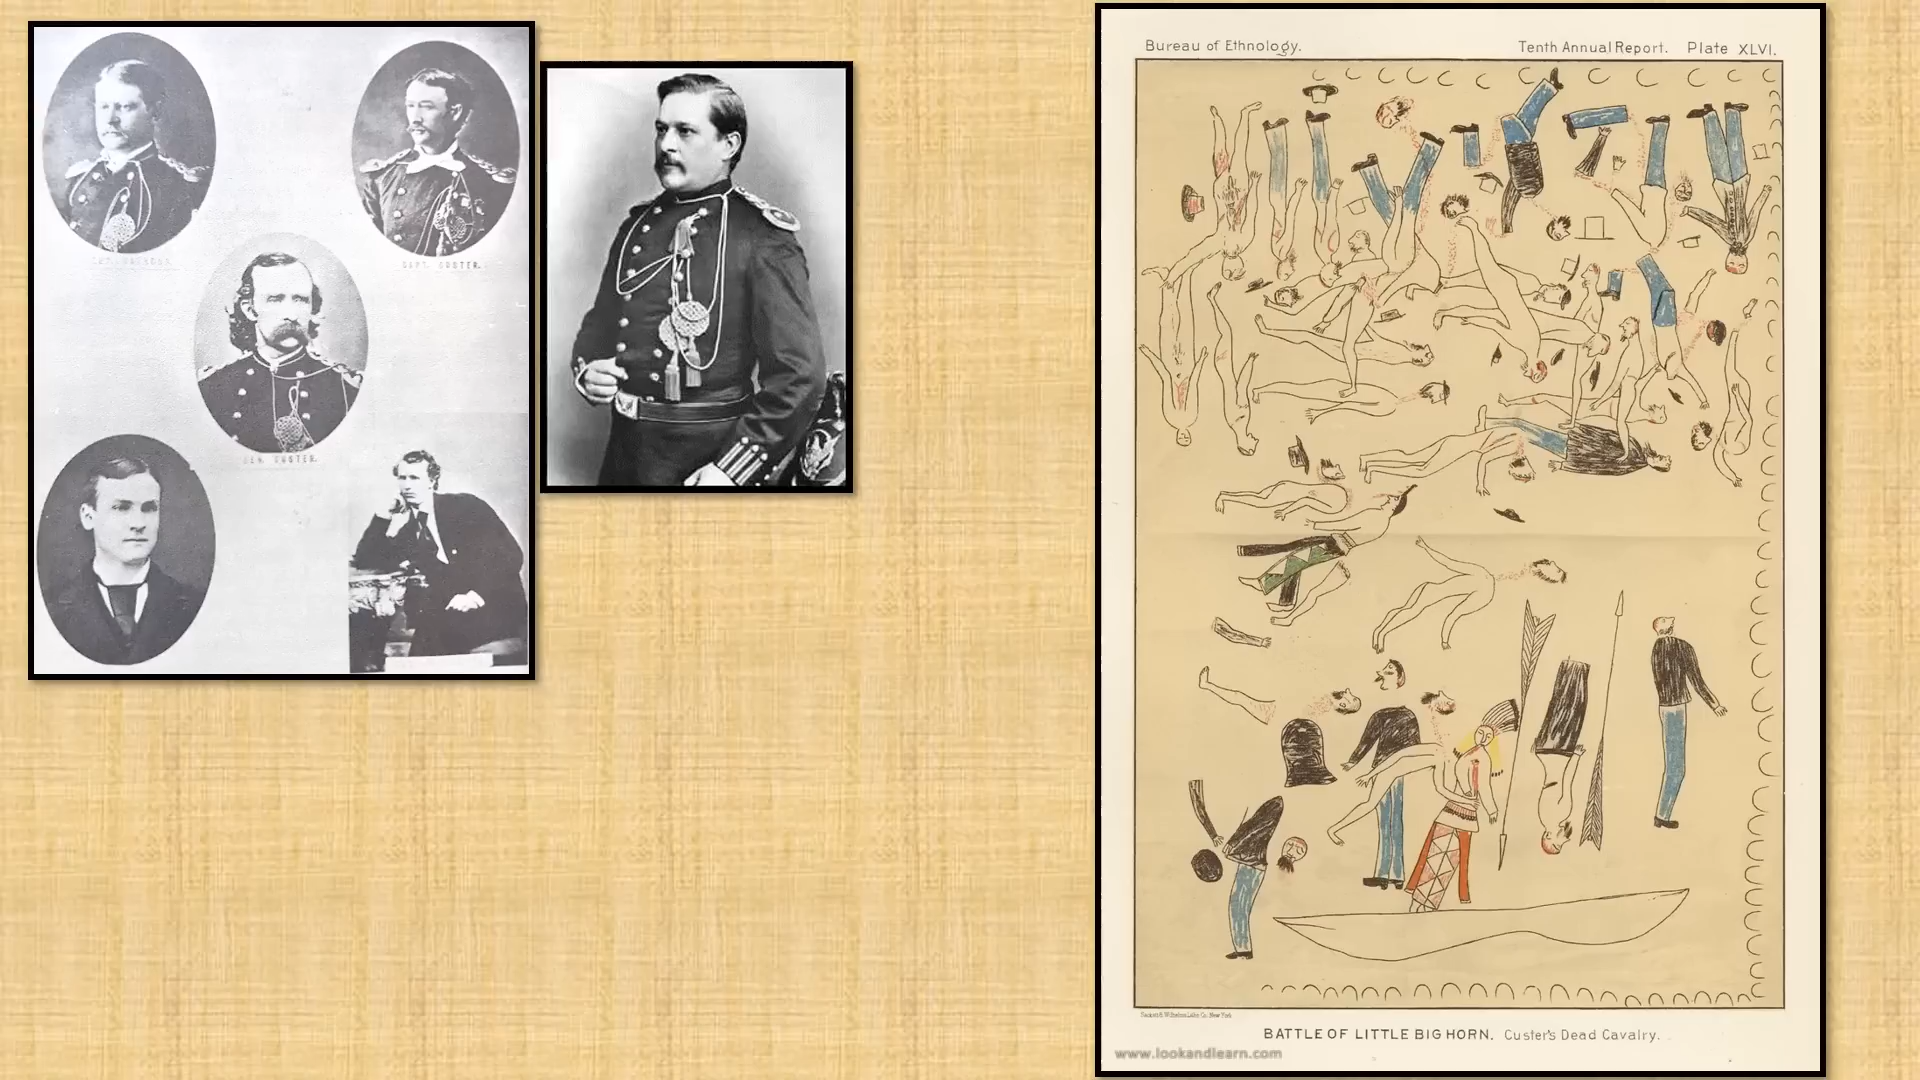 CAPT. CUSTER.
GEN. CUSTER.
Bureau of Ethnology.
Tenth Annual Report. Plate XLVI.
BATTLE OF LITTLE BIG HORN. Custer's Dead Cavalry.
www.lookandlearn.com